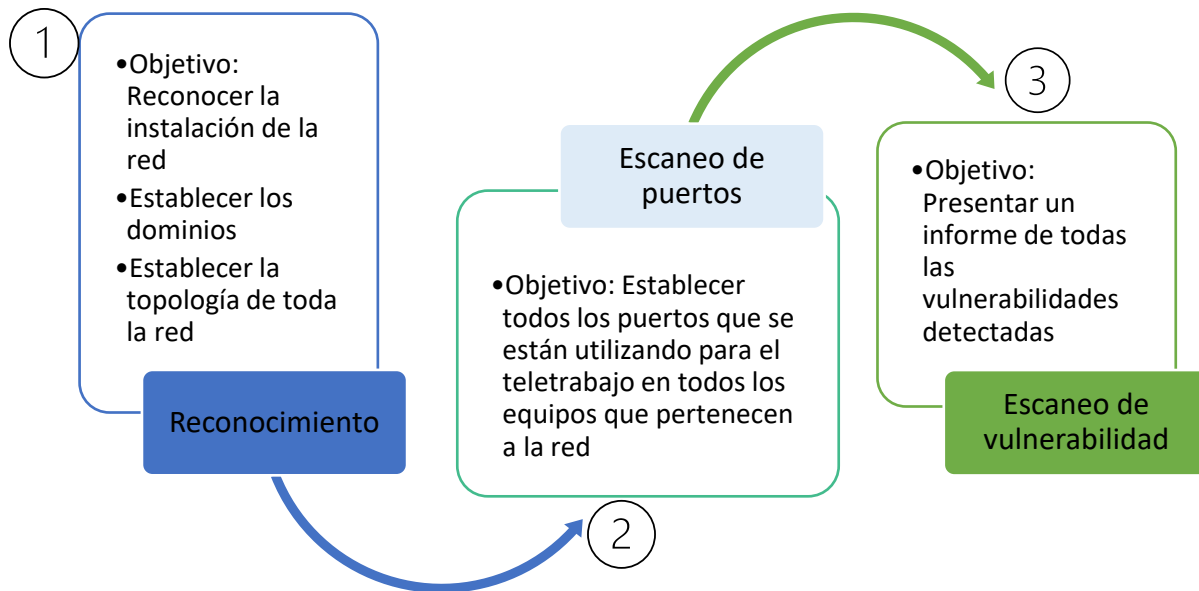 1
•Objetivo:
Reconocer la
instalación de la
red
•Establecer los
dominios
•Establecer la
topología de toda
la red
Reconocimiento
2
Escaneo de
puertos
•Objetivo: Establecer
todos los puertos que se
están utilizando para el
teletrabajo en todos los
equipos que pertenecen
a la red
3
•Objetivo:
Presentar un
informe de todas
las
vulnerabilidades
detectadas
Escaneo de
vulnerabilidad